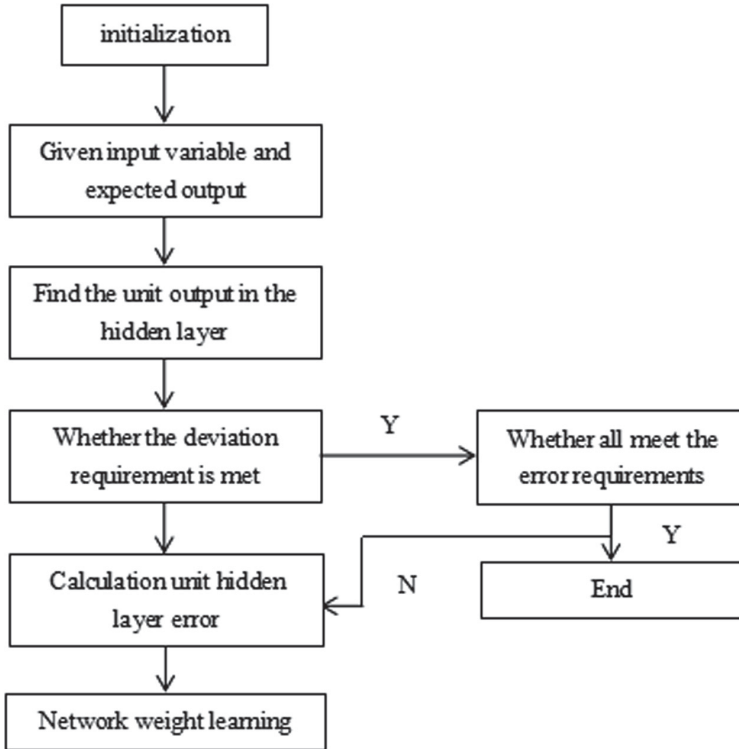 initialization
Given input variable and
expected output
Find the unit output in the
hidden layer
Whether the deviation
requirement is met
Y
Whether all meet the
error requirements
Y
N
End
Calculation unit hidden
layer error
Network weight learning